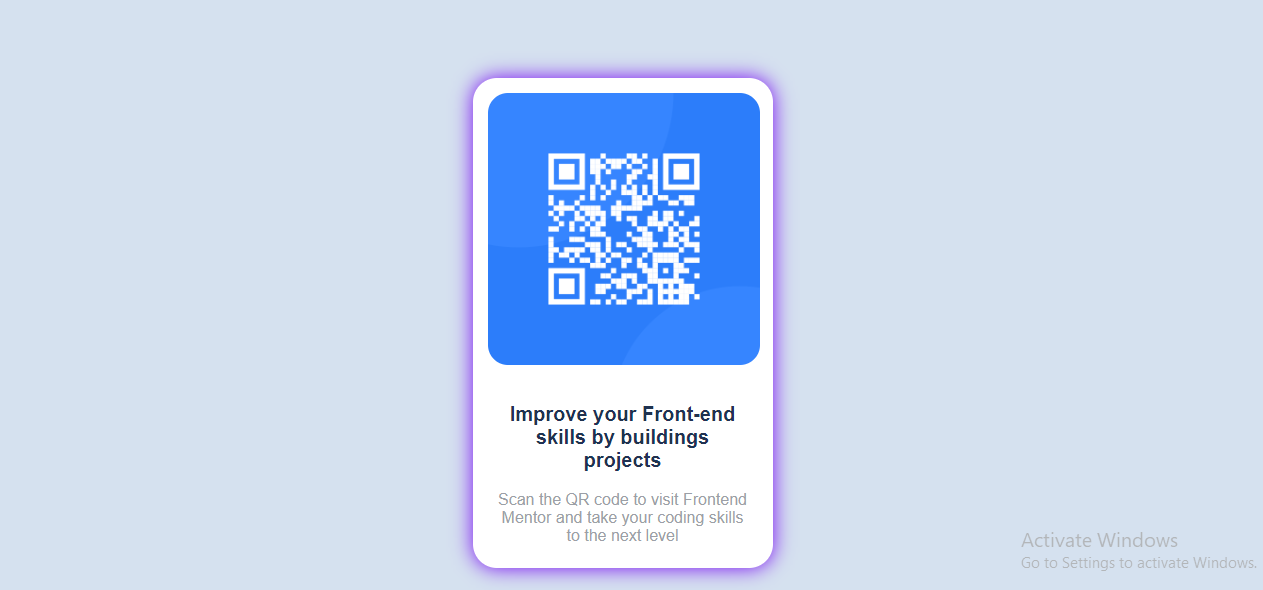 Improve your Front-end
skills by buildings
projects
Scan the QR code to visit Frontend
Mentor and take your coding skills
to the next level
Activate Windows
Go to Settings to activate Windows.